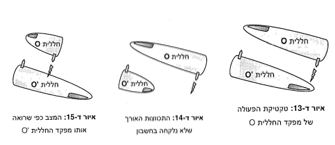 חללית O
חללית 'O
איור ד-13: טקטיקת הפעולה
של מפקד החללית O
חללית O
חללית 'O
איור ד-14: התכווצות האורך
שלא נלקחה בחשבון
חללית O
חללית 'O
איור ד-15: המצב כפי שרואה
אותו מפקד החללית 'O